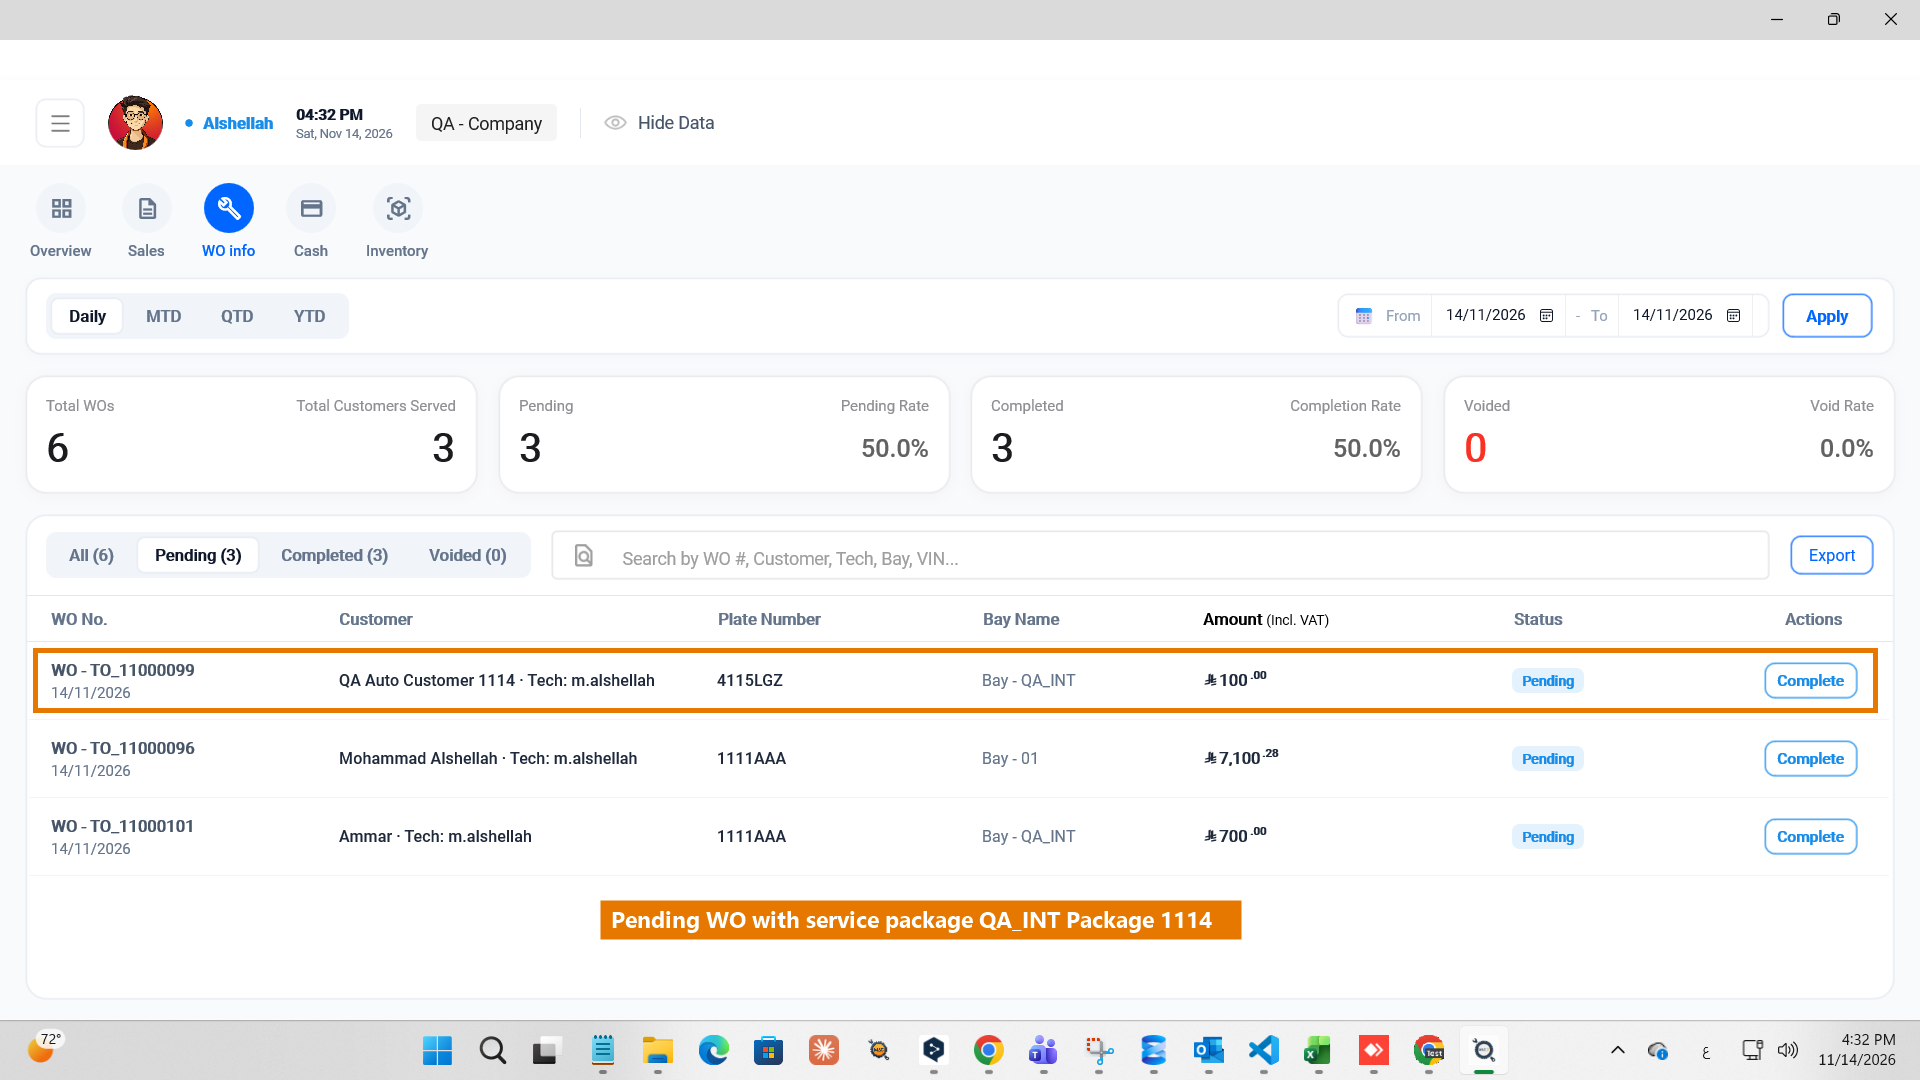 Alshellah
04:32 PM
Sat, Nov 14, 2026
QA - Company
Hide Data
Overview
Sales
WO info
Cash
Inventory
Daily
MTD
QTD
YTD
From
14/11/2026
- To
14/11/2026
Apply
Total WOs
Total Customers Served
6
3
Pending
Pending Rate
3
50.0%
Completed
Completion Rate
3
50.0%
Voided
Void Rate
0
0.0%
All (6)
Pending (3)
Completed (3)
Voided (0)
Search by WO #, Customer, Tech, Bay, VIN...
Export
WO No.
Customer
Plate Number
Bay Name
Amount (Incl. VAT)
Status
Actions
WO - TO_11000099
14/11/2026
QA Auto Customer 1114 · Tech: m.alshellah
4115LGZ
Bay - QA_INT
⃁ 100.00
Pending
Complete
WO - TO_11000096
14/11/2026
Mohammad Alshellah · Tech: m.alshellah
1111AAA
Bay - 01
⃁ 7,100.28
Pending
Complete
WO - TO_11000101
14/11/2026
Ammar · Tech: m.alshellah
1111AAA
Bay - QA_INT
⃁ 700.00
Pending
Complete
Pending WO with service package QA_INT Package 1114
72°
Test
ع
4:32 PM
11/14/2026